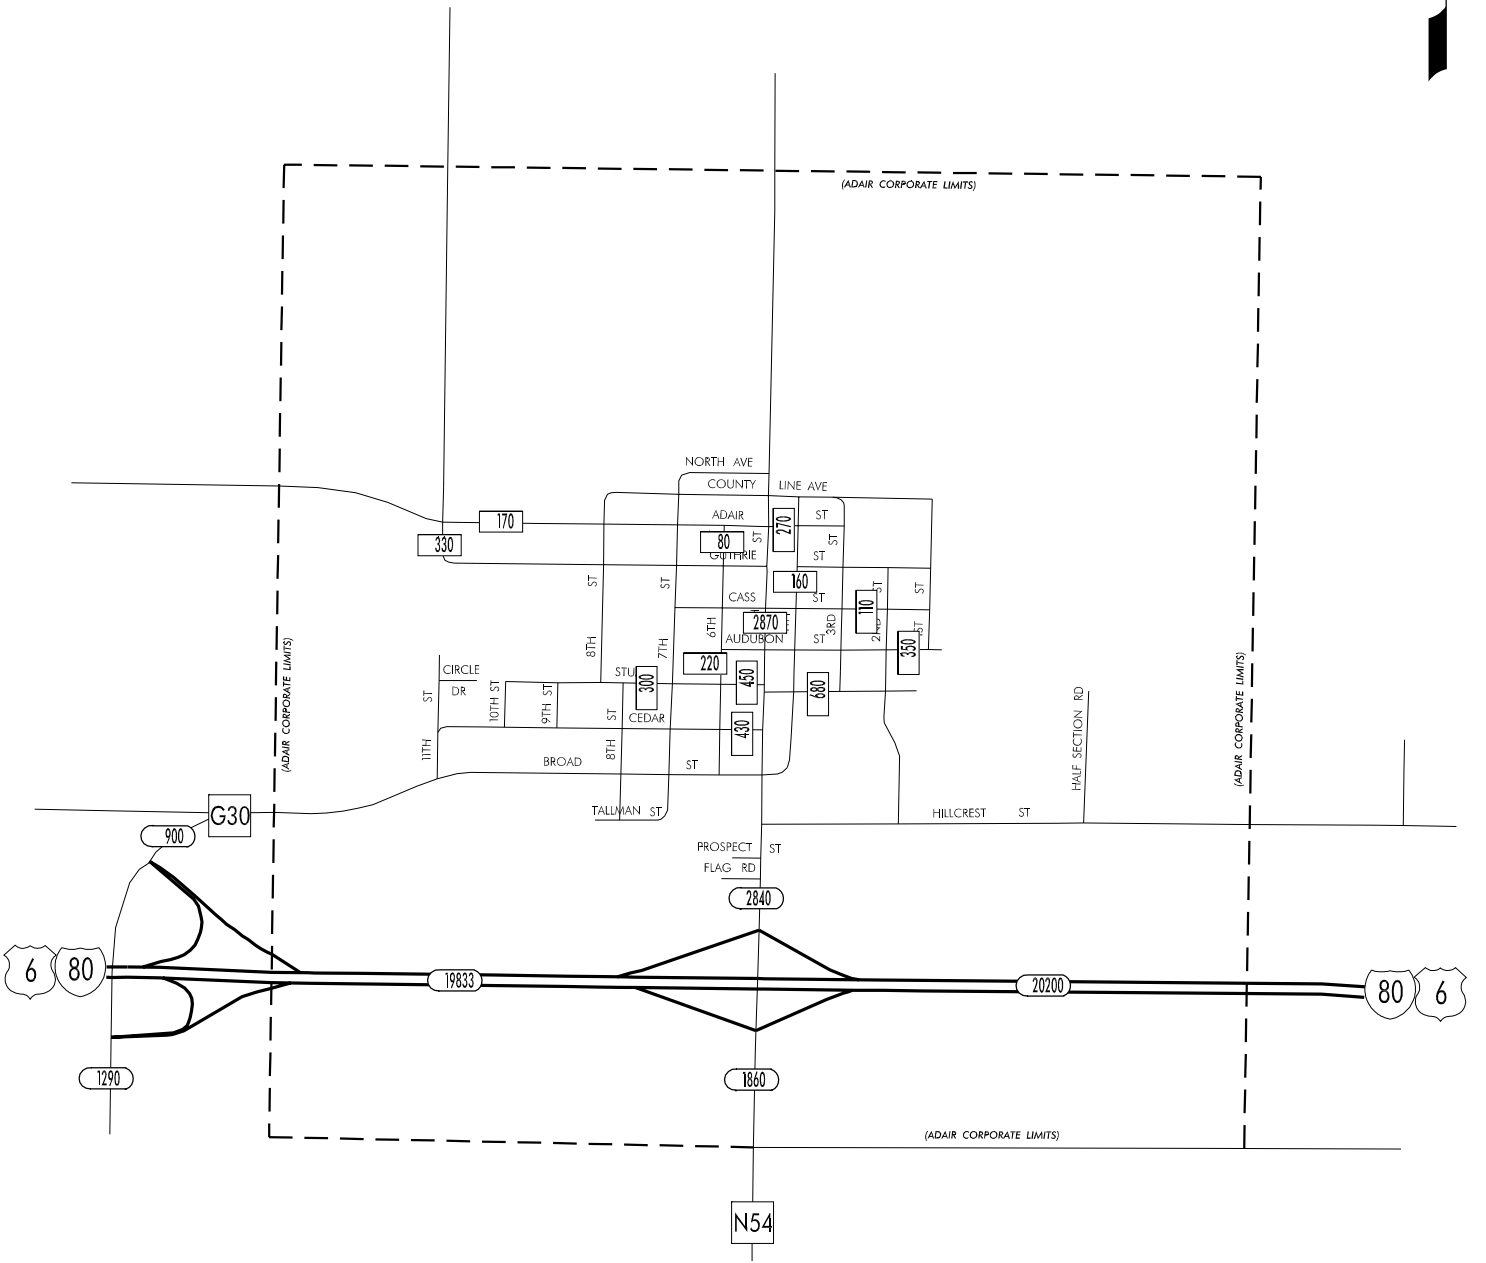 (ADAIR CORPORATE LIMITS)
NORTH AVE
COUNTY LINE AVE
ADAIR ST
170
270
ST
ST
330
80
GUTHRIE ST
160
ST
ST
ST
ST
CASS ST
110
8TH
7TH
6TH
2870
3RD
2ND
ST
AUDUBON ST
350
(ADAIR CORPORATE LIMITS)
(ADAIR CORPORATE LIMITS)
CIRCLE DR
220
STU
300
450
680
ST
10TH ST
9TH ST
ST
CEDAR
430
HALF SECTION RD
11TH
8TH
BROAD ST
TALLMAN ST
G30
900
HILLCREST ST
PROSPECT ST
FLAG RD
2840
6
80
19833
20200
80
6
1290
1860
(ADAIR CORPORATE LIMITS)
N54